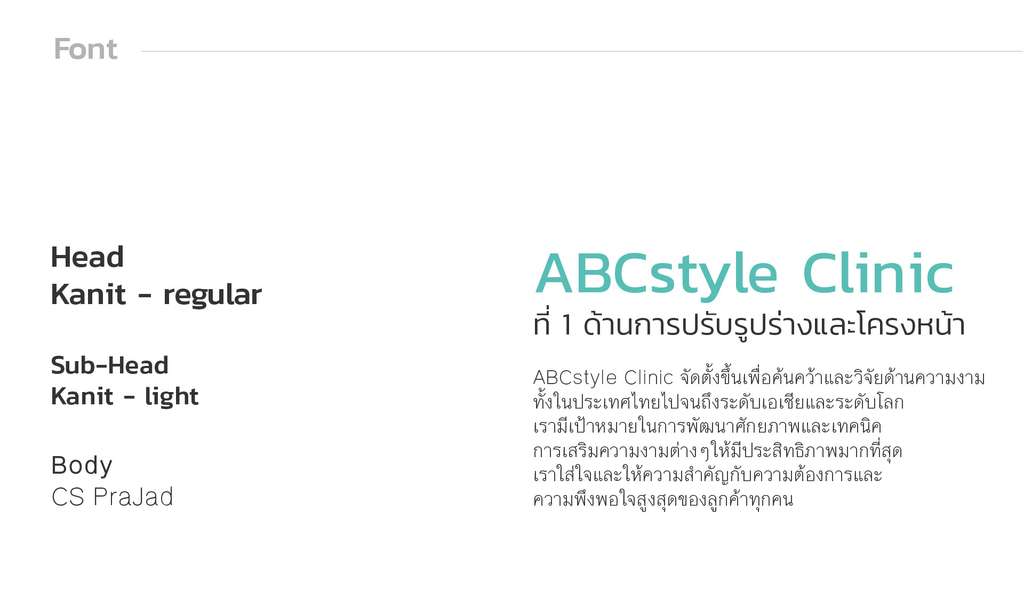 Font
Head
Kanit - regular
Sub-Head
Kanit - light
Body
CS PraJad
ABCstyle Clinic
ที่ 1 ด้านการปรับรูปร่างและโครงหน้า
ABCstyle Clinic จัดตั้งขึ้นเพื่อค้นคว้าและวิจัยด้านความงาม
ทั้งในประเทศไทยไปจนถึงระดับเอเชียและระดับโลก
เรามีเป้าหมายในการพัฒนาศักยภาพและเทคนิค
การเสริมความงามต่างๆให้มีประสิทธิภาพมากที่สุด
เราใส่ใจและให้ความสำคัญกับความต้องการและ
ความพึงพอใจสูงสุดของลูกค้าทุกคน